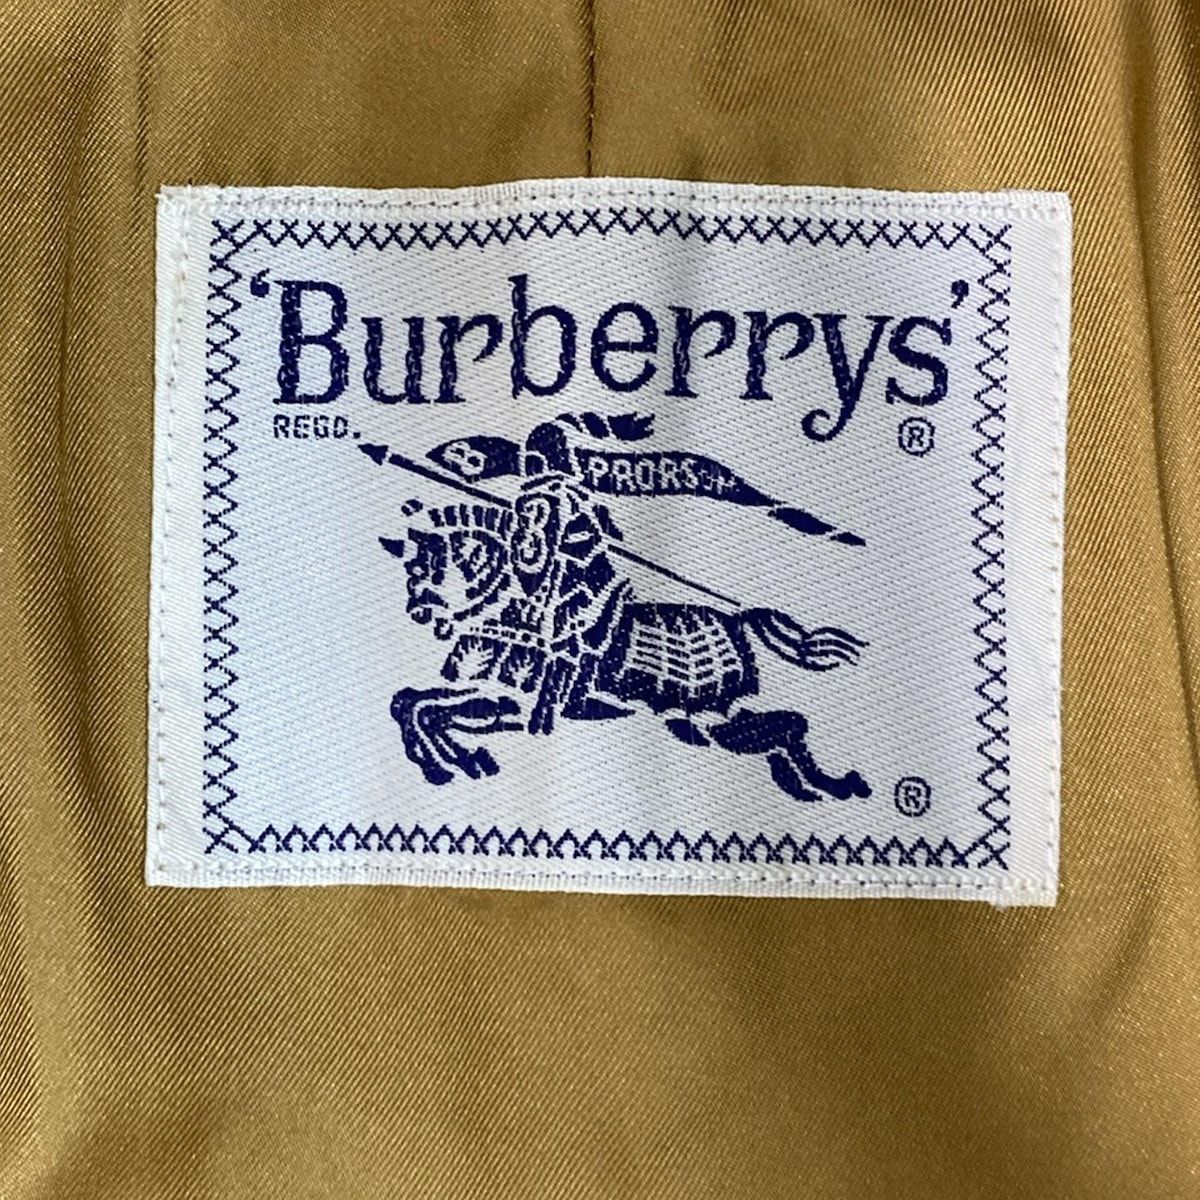 ‘Burberrys’
REGD. ®
B PRORSUM
B
®